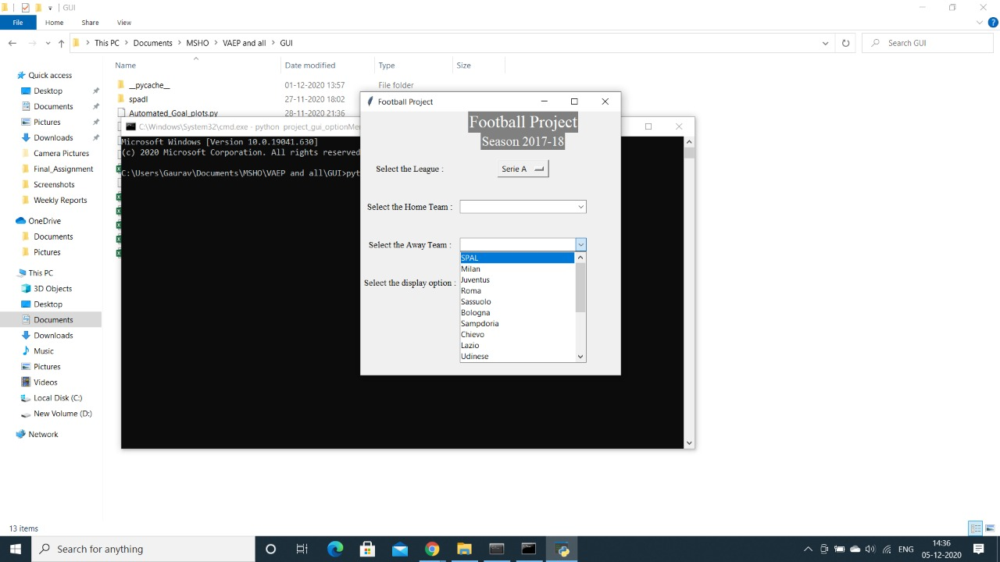 GUI
File Home Share View
This PC Documents MSHO VAEP and all GUI
Search GUI
Name Date modified Type Size
Quick access
Desktop
Documents
Pictures
Downloads
Camera Pictures
Final_Assignment
Screenshots
Weekly Reports
OneDrive
Documents
Pictures
This PC
3D Objects
Desktop
Documents
Downloads
Music
Pictures
Videos
Local Disk (C:)
New Volume (D:)
Network
__pycache__ 01-12-2020 13:57 File folder
spadl 27-11-2020 18:02
Automated_Goal_plots.py 28-11-2020 21:36
C:\Windows\System32\cmd.exe - python project_gui_optionMe
Microsoft Windows [Version 10.0.19041.630]
(c) 2020 Microsoft Corporation. All rights reserved
C:\Users\Gaurav\Documents\MSHO\VAEP and all\GUI>pyt
Football Project
Football Project
Season 2017-18
Select the League : Serie A
Select the Home Team :
Select the Away Team :
Select the display option :
SPAL
Milan
Juventus
Roma
Sassuolo
Bologna
Sampdoria
Chievo
Lazio
Udinese
13 items
Search for anything
ENG
14:36
05-12-2020